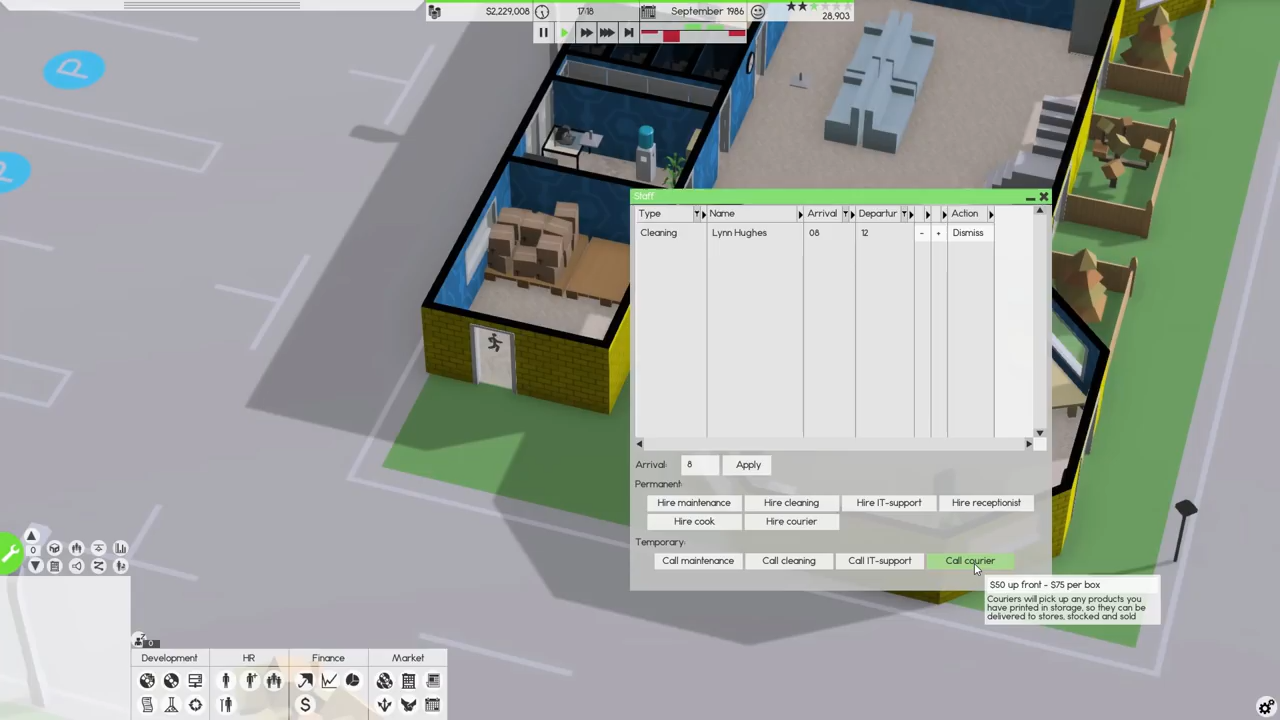 $2,229,008
17:18
September 1986
28,903
P
P
Staff
Type Name Arrival Departur Action
Cleaning Lynn Hughes 08 12 - + Dismiss
Arrival: 8 Apply
Permanent:
Hire maintenance Hire cleaning Hire IT-support Hire receptionist
Hire cook Hire courier
Temporary:
Call maintenance Call cleaning Call IT-support Call courier
$50 up front - $75 per box
Couriers will pick up any products you
have printed in storage, so they can be
delivered to stores, stocked and sold
0
0
Development HR Finance Market
$